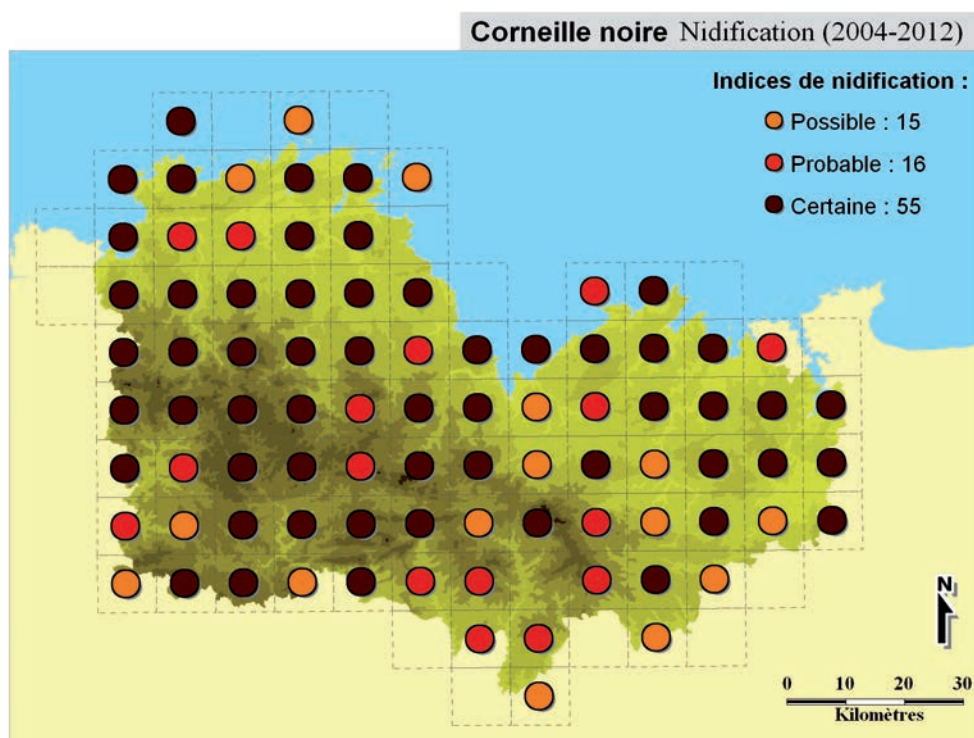 Corneille noire Nidification (2004-2012)
Indices de nidification :
Possible : 15
Probable : 16
Certaine : 55
N
0 10 20 30
Kilomètres